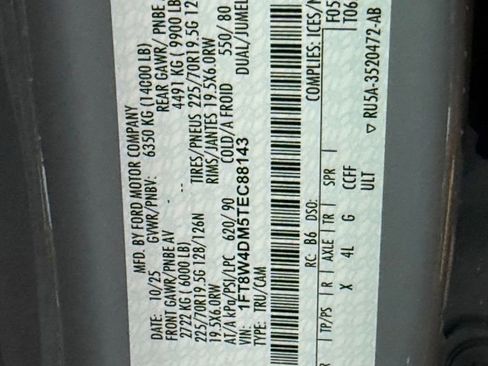 MFD. BY FORD MOTOR COMPANY
DATE: 10/25 GVWR/PNBV: 6350 KG (14000 LB)
FRONT GAWR/PNBE AV REAR GAWR/ PNBE
2722 KG ( 6000 LB) 4491 KG ( 9900 LB
225/70R19.5G 128/126N TIRES/PNEUS 225/70R19.5G 12
19.5X6.0RW RIMS/JANTES 19.5X6.0RW
AT/A kPa/PSI/LPC 620/90 COLD/A FROID 550/ 80
VIN: 1FT8W4DM5TEC88143 DUAL/JUMEL
TYPE: TRU/CAM
COMPLIES: ICES/
RC: B6 DSO: F05
TP/PS R AXLE TR SPR T06
X 4L G CCFF
ULT
▽ RU5A-3520472-AB